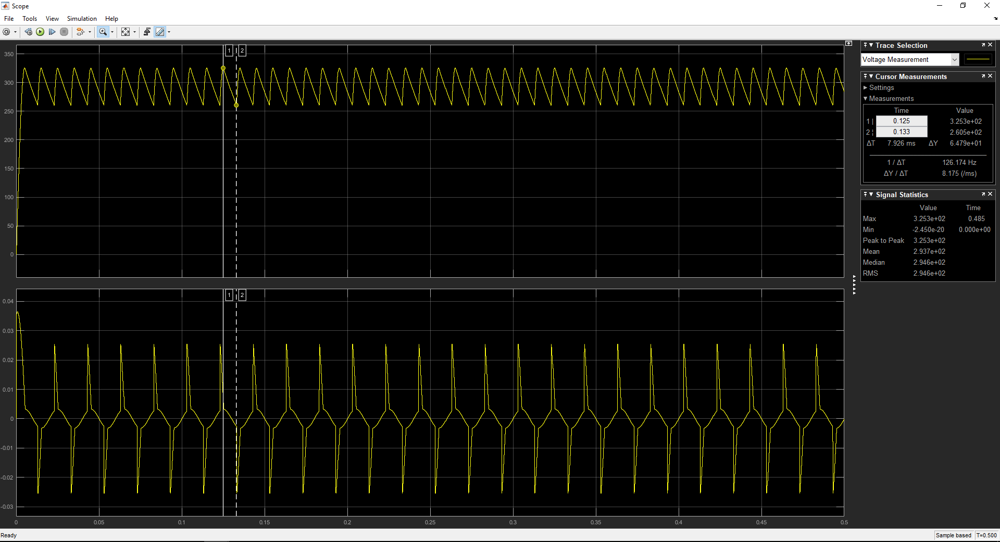 Scope
File Tools View Simulation Help
350
300
250
200
150
100
50
0
1 2
0.04
0.03
0.02
0.01
0
-0.01
-0.02
-0.03
1 2
0 0.05 0.1 0.15 0.2 0.25 0.3 0.35 0.4 0.45 0.5
Trace Selection
Voltage Measurement
Cursor Measurements
Settings
Measurements
Time Value
1 | 0.125 3.253e+02
2 ¦ 0.133 2.605e+02
ΔT 7.926 ms ΔY 6.479e+01
1 / ΔT 126.174 Hz
ΔY / ΔT 8.175 (/ms)
Signal Statistics
Value Time
Max 3.253e+02 0.485
Min -2.450e-20 0.000e+00
Peak to Peak 3.253e+02
Mean 2.937e+02
Median 2.946e+02
RMS 2.946e+02
Ready Sample based T=0.500